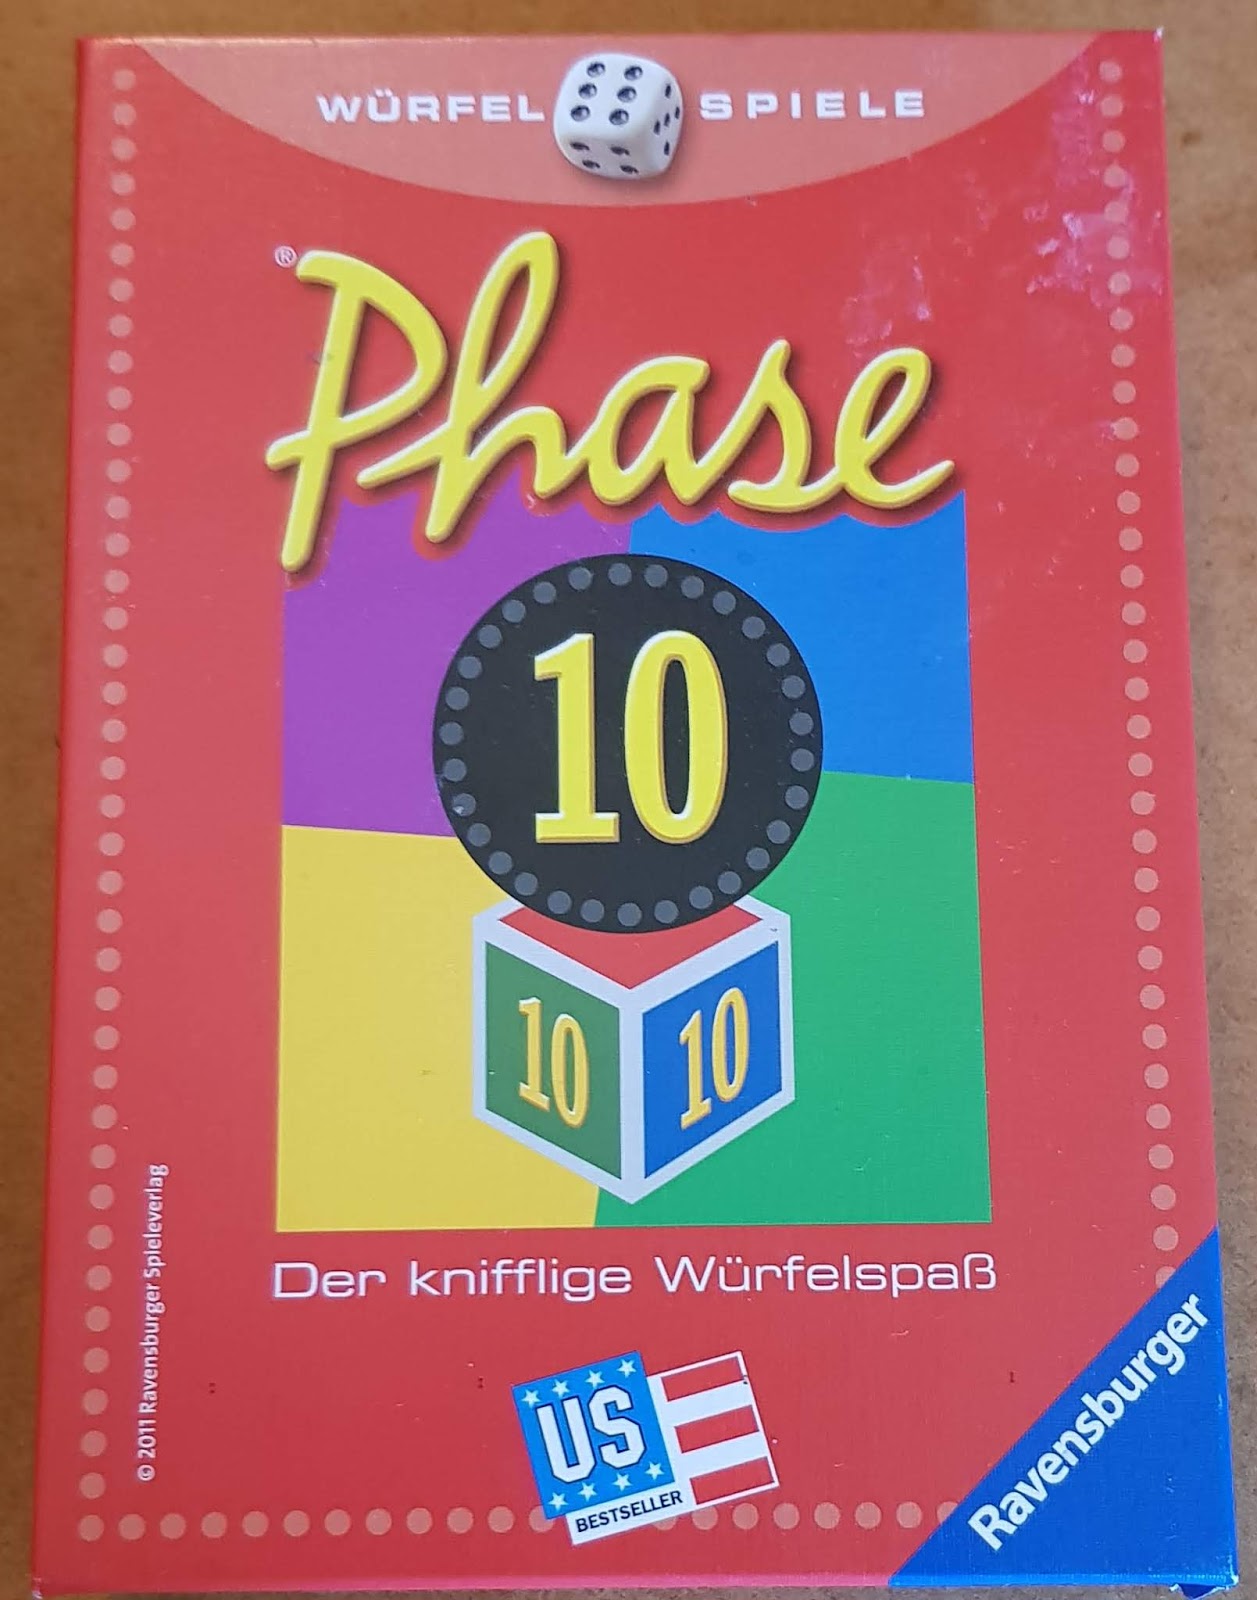 WÜRFEL SPIELE
® Phase
10
10 10
Der knifflige Würfelspaß
© 2011 Ravensburger Spieleverlag
US
BESTSELLER
Ravensburger